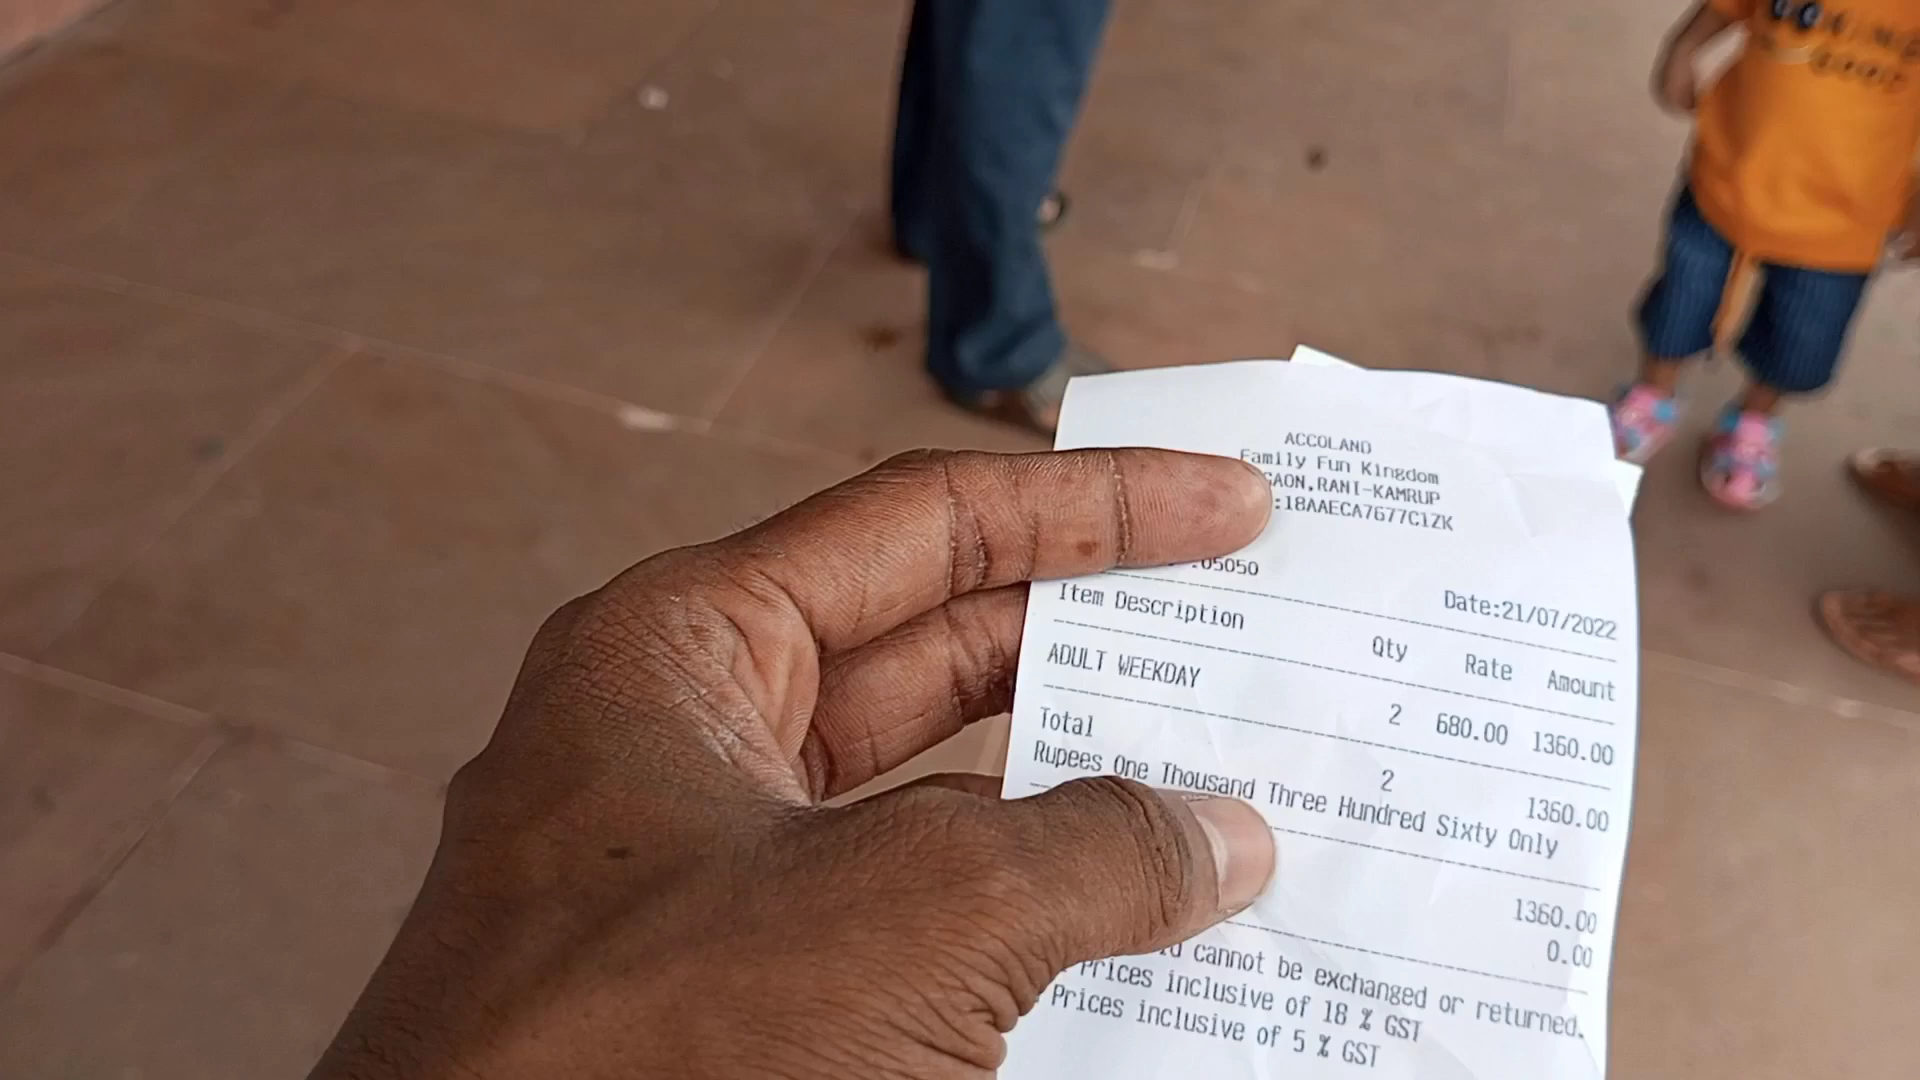 ACCOLAND
Family Fun Kingdom
GAON,RANI-KAMRUP
:18AAECA7677C1ZK
05050
Date:21/07/2022
Item Description Qty Rate Amount
ADULT WEEKDAY 2 680.00 1360.00
Total 2 1360.00
Rupees One Thousand Three Hundred Sixty Only
1360.00
0.00
cannot be exchanged or returned.
Prices inclusive of 18 % GST
Prices inclusive of 5 % GST